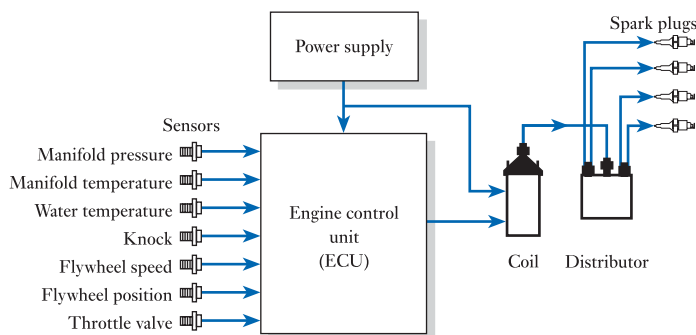 Spark plugs
Power supply
Sensors
Manifold pressure
Manifold temperature
Water temperature
Knock
Flywheel speed
Flywheel position
Throttle valve
Engine control
unit
(ECU)
Coil
Distributor